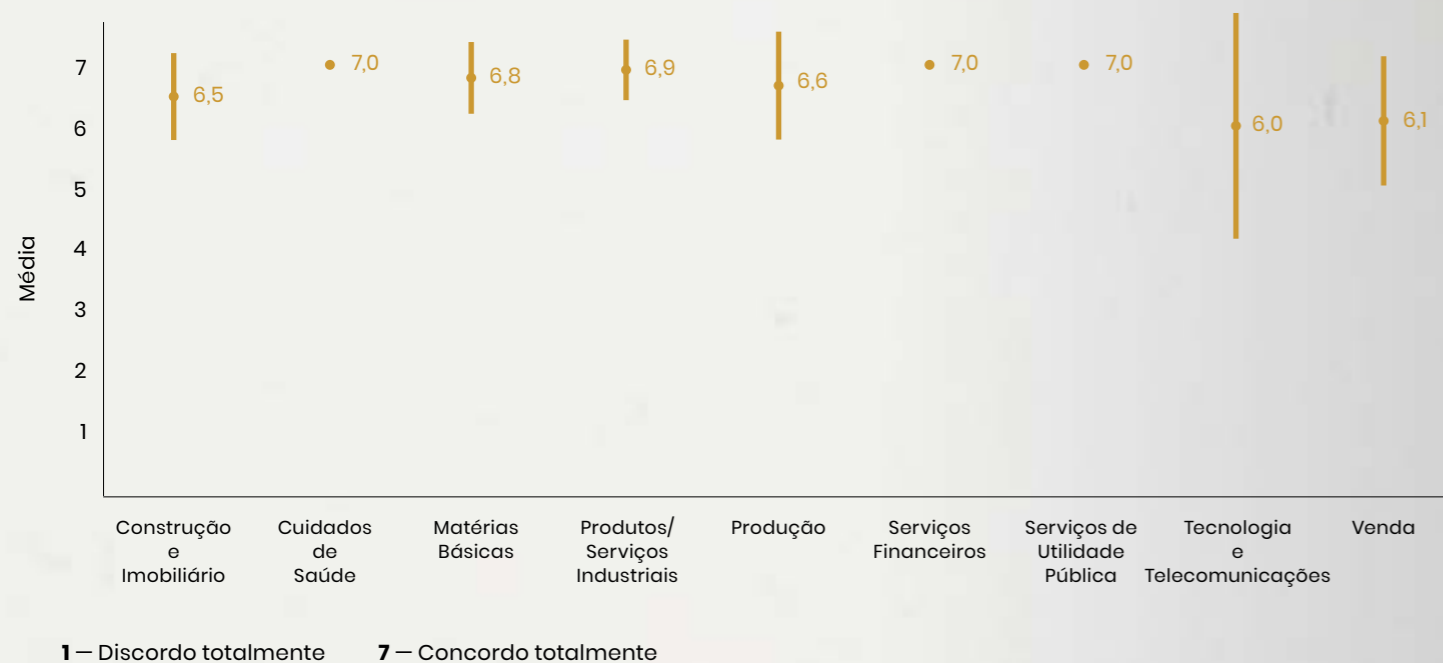 Média
7
6
5
4
3
2
1
6,5
7,0
6,8
6,9
6,6
7,0
7,0
6,0
6,1
Construção
e
Imobiliário
Cuidados
de
Saúde
Matérias
Básicas
Produtos/
Serviços
Industriais
Produção
Serviços
Financeiros
Serviços de
Utilidade
Pública
Tecnologia
e
Telecomunicações
Venda
1 — Discordo totalmente 7 — Concordo totalmente